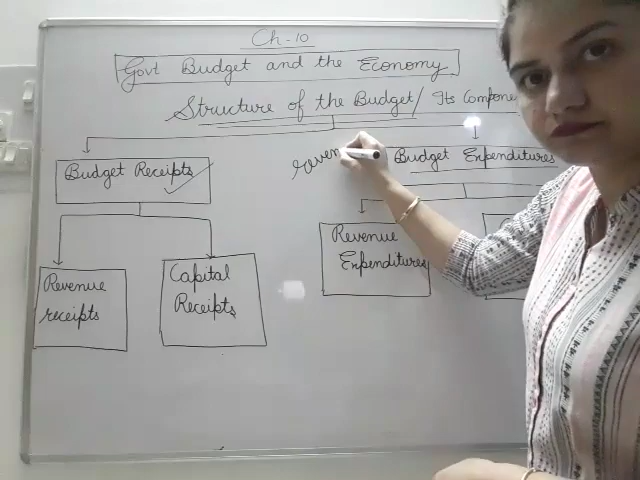 Ch-10
Govt Budget and the Economy
Structure of the Budget/ Its Compone
Budget Receipts
Revenue receipts
Capital Receipts
reven
Budget Expenditures
Revenue Expenditures